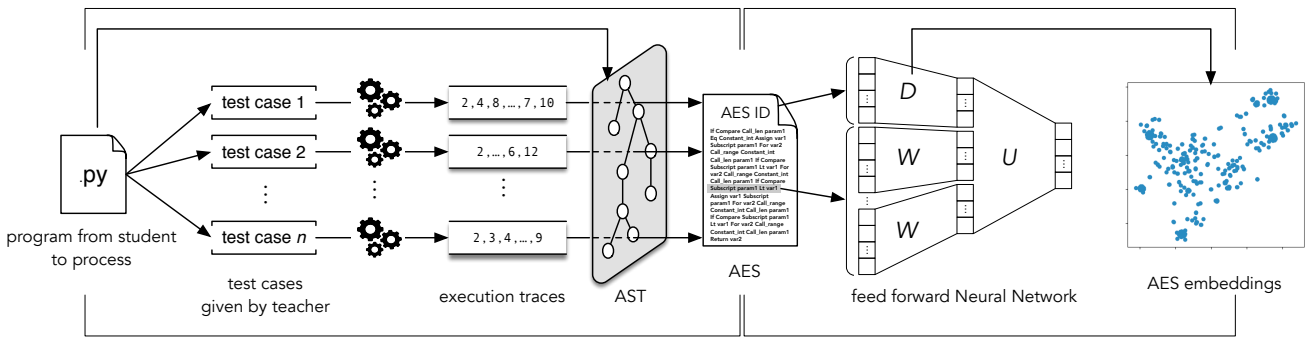 .py
program from student
to process
test case 1
test case 2
⋮
test case n
test cases
given by teacher
⋮
2,4,8,…,7,10
2,…,6,12
⋮
2,3,4,…,9
execution traces
AST
AES ID
If Compare Call_len param1
Eq Constant_int Assign var1
Subscript param1 For var2
Call_range Constant_int
Call_len param1 If Compare
Subscript param1 Lt var1 For
var2 Call_range Constant_int
Call_len param1 If Compare
Subscript param1 Lt var1
Assign var1 Subscript
param1 For var2 Call_range
Constant_int Call_len param1
If Compare Subscript param1
Lt var1 For var2 Call_range
Constant_int Call_len param1
Return var2
AES
D
W
W
U
feed forward Neural Network
AES embeddings